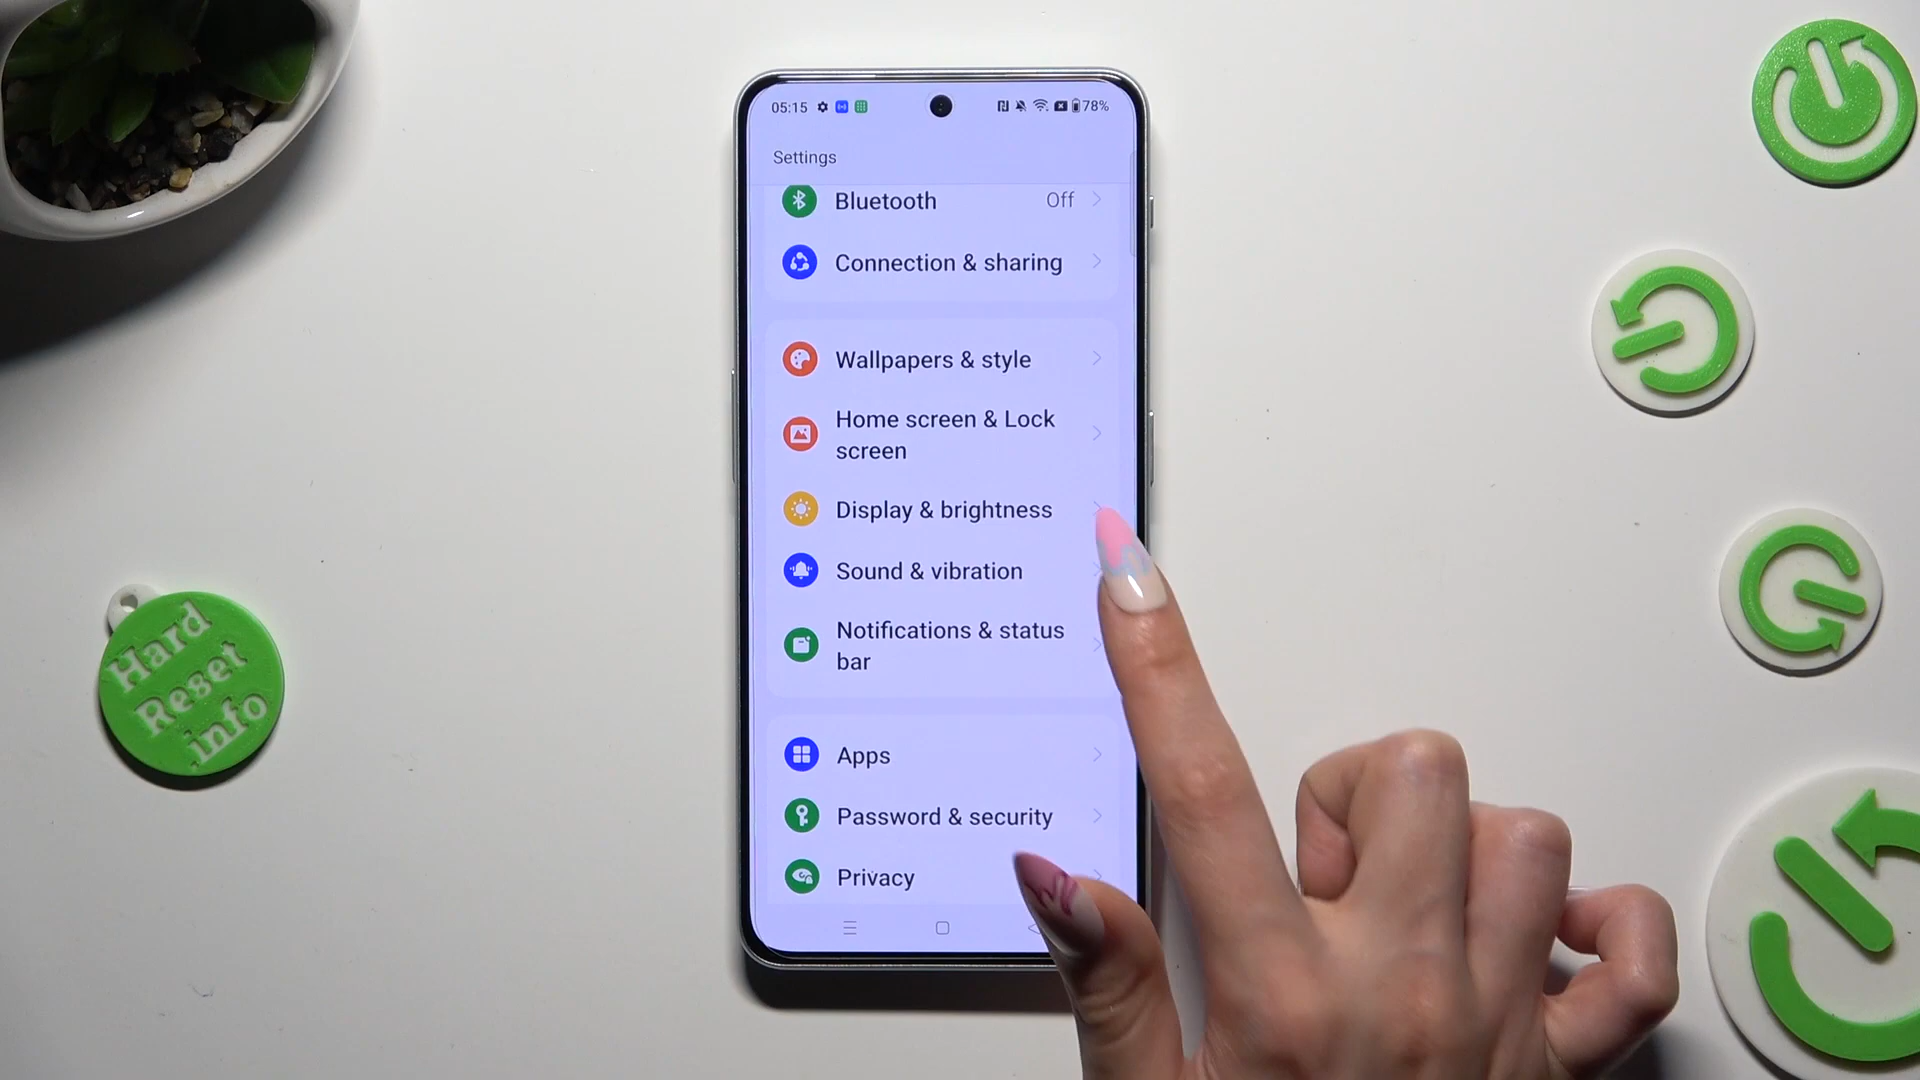 05:15
78%
Settings
Bluetooth Off
Connection & sharing
Wallpapers & style
Home screen & Lock
screen
Display & brightness
Sound & vibration
Notifications & status
bar
Apps
Password & security
Privacy
Hard
Reset
.info